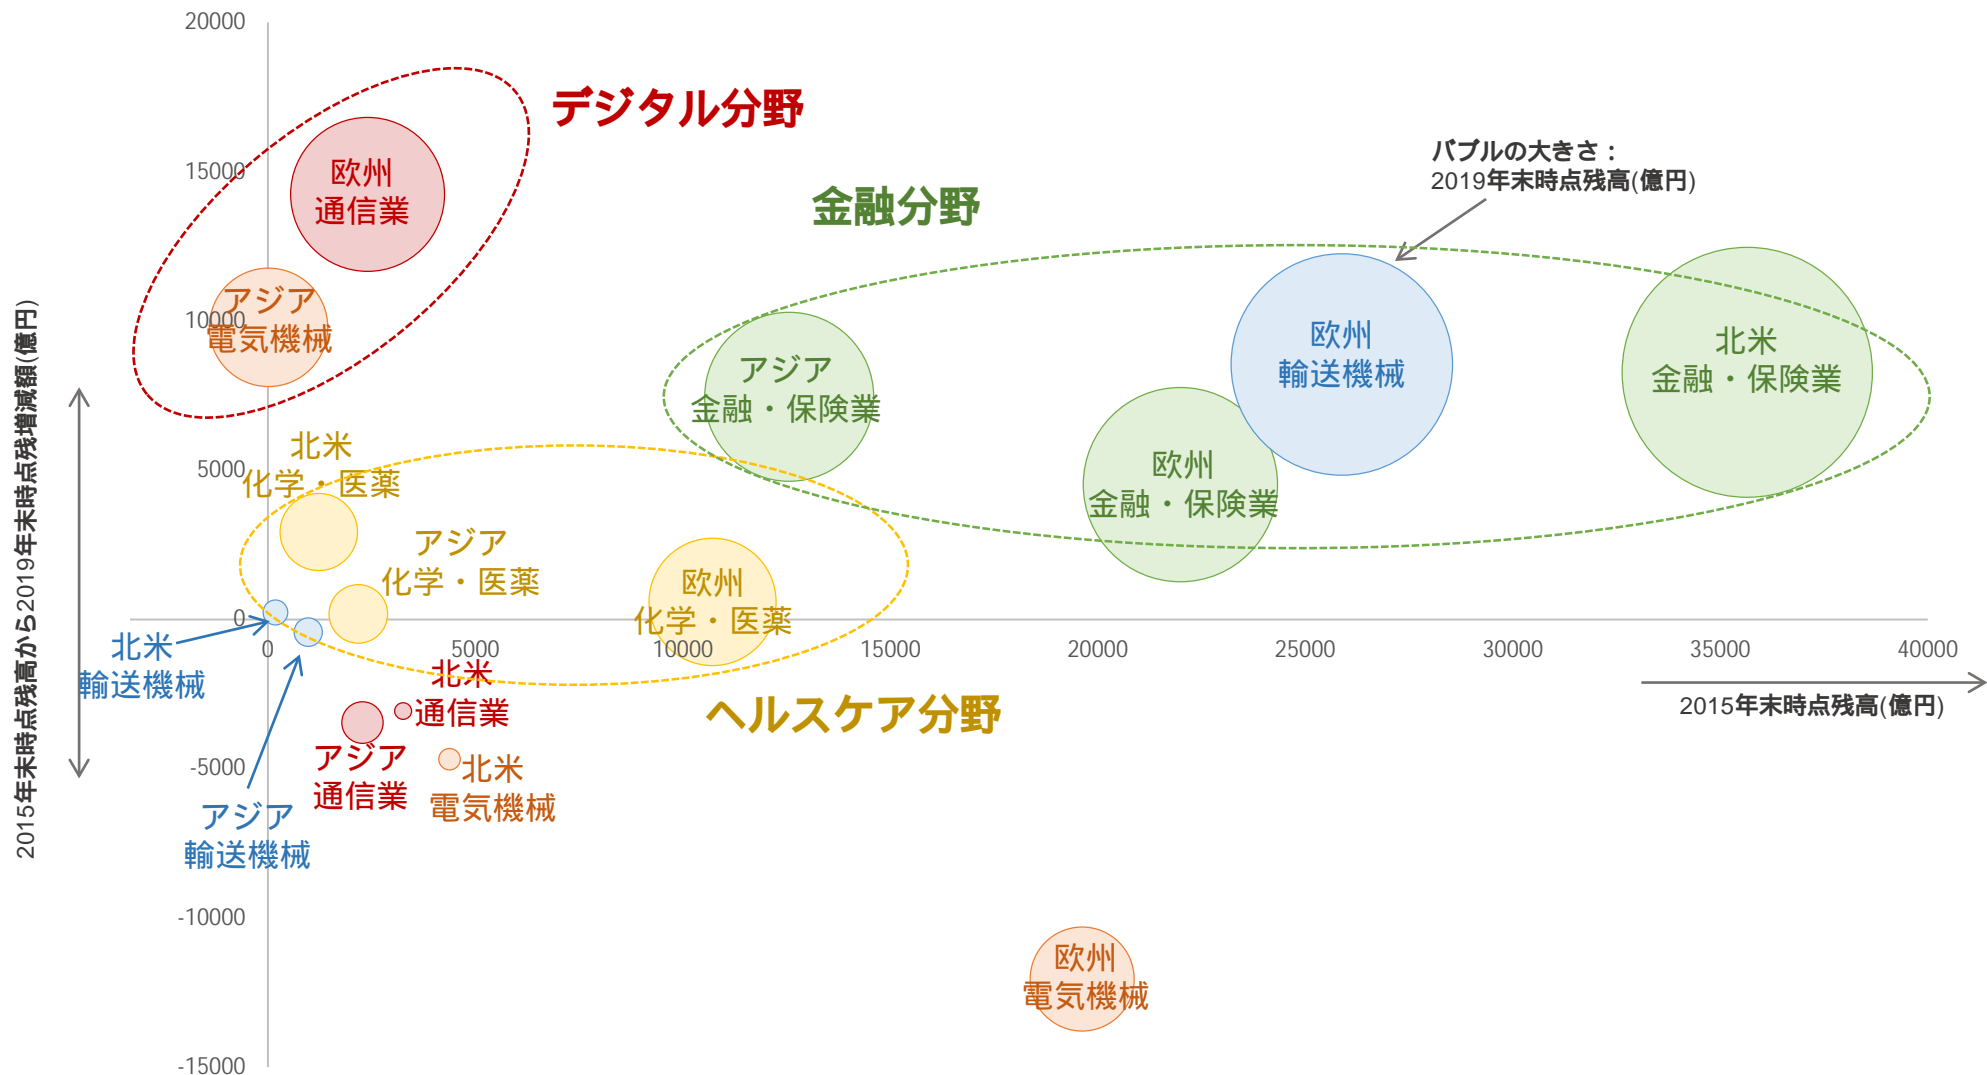 20000
15000
10000
5000
0
-5000
-10000
-15000
0
5000
10000
15000
20000
25000
30000
35000
40000
2015年末時点残高から2019年末時点残増減額(億円)
2015年末時点残高(億円)
バブルの大きさ：
2019年末時点残高(億円)
デジタル分野
欧州
通信業
アジア
電気機械
金融分野
アジア
金融・保険業
欧州
金融・保険業
欧州
輸送機械
北米
金融・保険業
北米
化学・医薬
アジア
化学・医薬
欧州
化学・医薬
ヘルスケア分野
北米
輸送機械
アジア
輸送機械
北米
通信業
アジア
通信業
北米
電気機械
欧州
電気機械